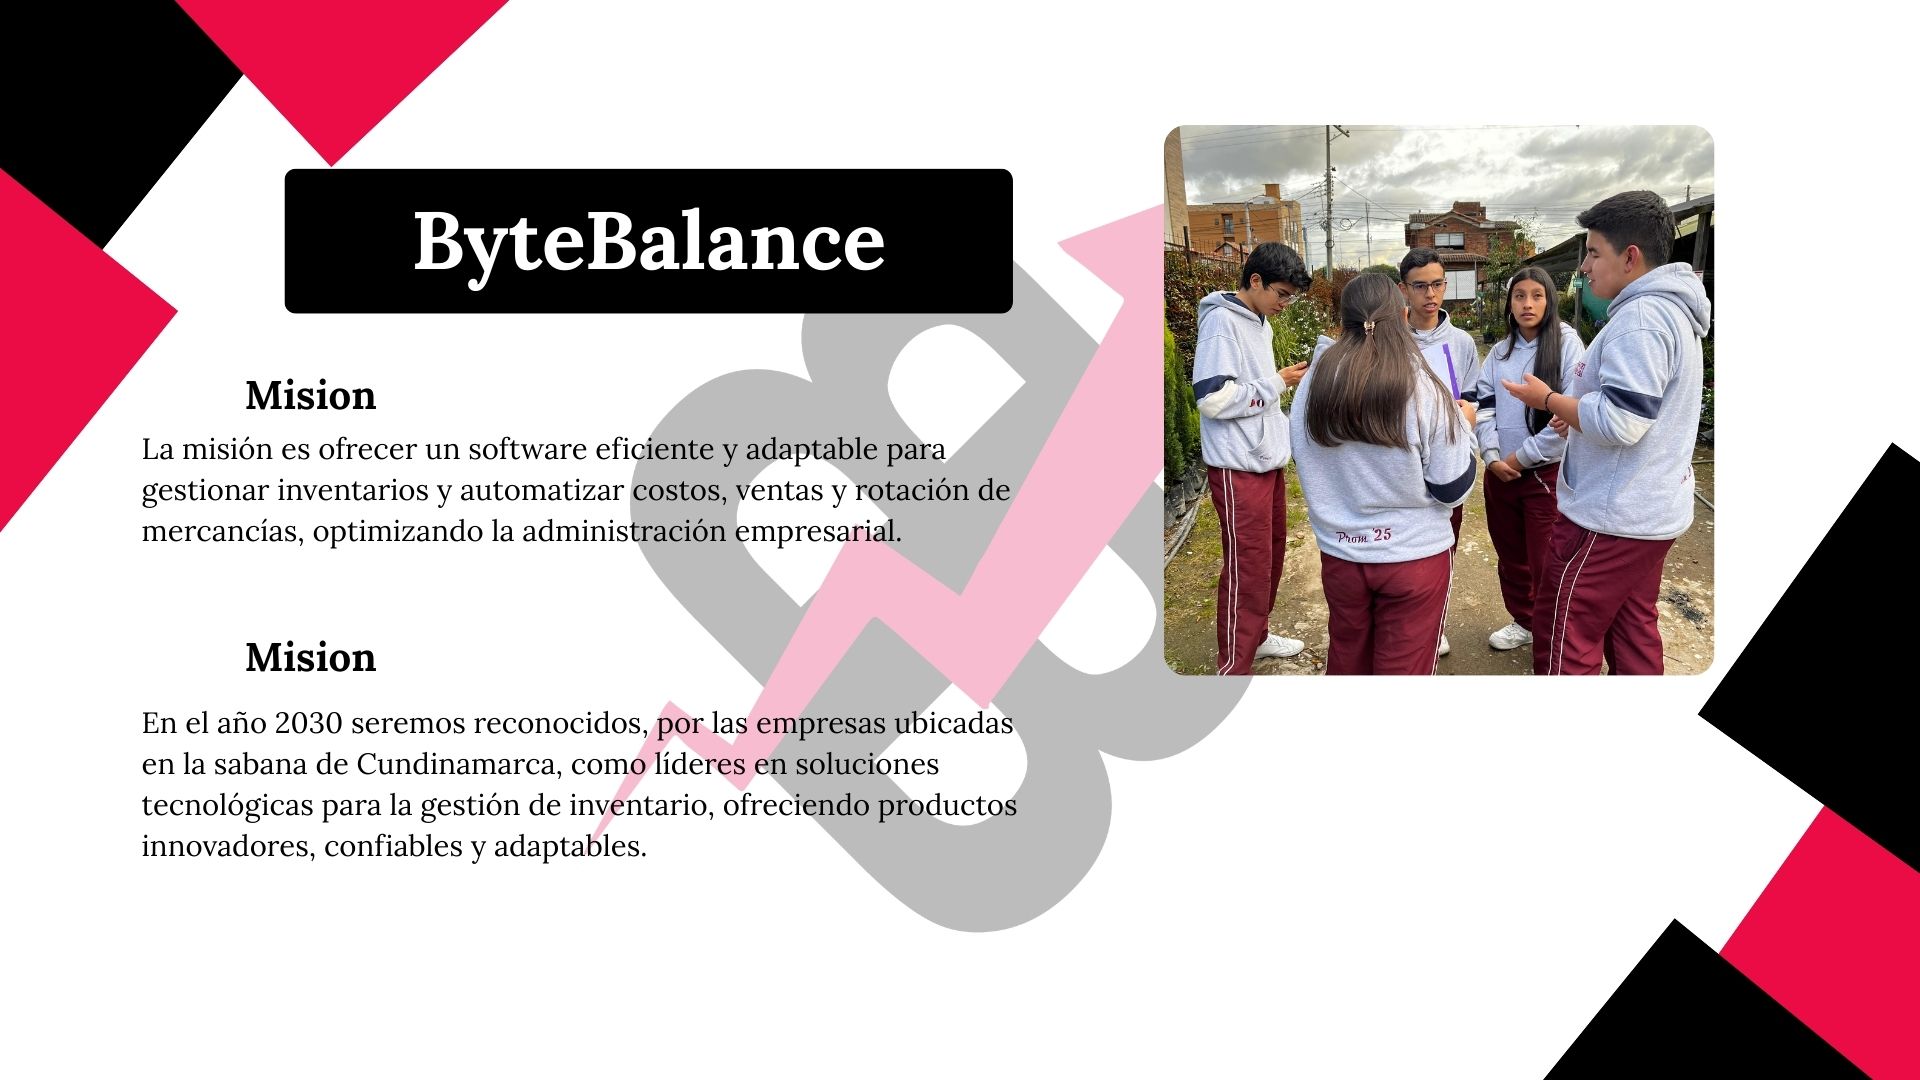 ByteBalance
Mision
La misión es ofrecer un software eficiente y adaptable para
gestionar inventarios y automatizar costos, ventas y rotación de
mercancías, optimizando la administración empresarial.
Mision
En el año 2030 seremos reconocidos, por las empresas ubicadas
en la sabana de Cundinamarca, como líderes en soluciones
tecnológicas para la gestión de inventario, ofreciendo productos
innovadores, confiables y adaptables.
Prom '25